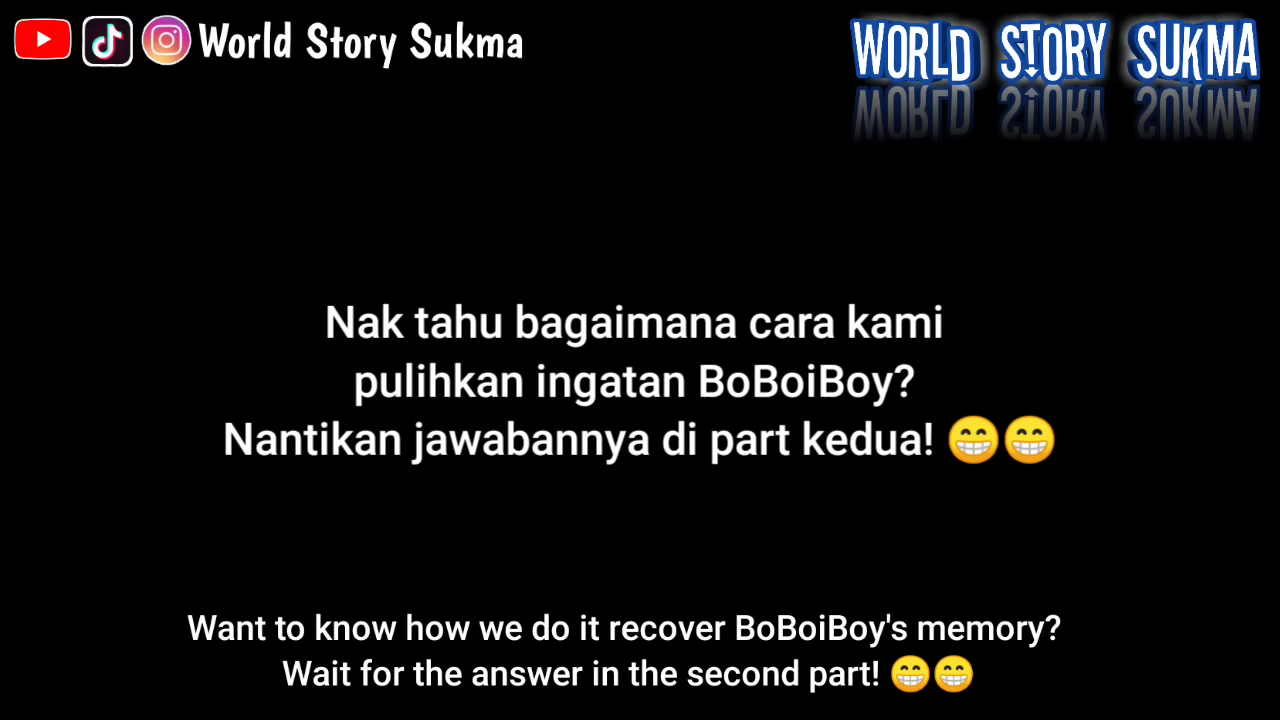 World Story Sukma
WORLD STORY SUKMA
Nak tahu bagaimana cara kami
pulihkan ingatan BoBoiBoy?
Nantikan jawabannya di part kedua! 😁😁
Want to know how we do it recover BoBoiBoy's memory?
Wait for the answer in the second part! 😁😁